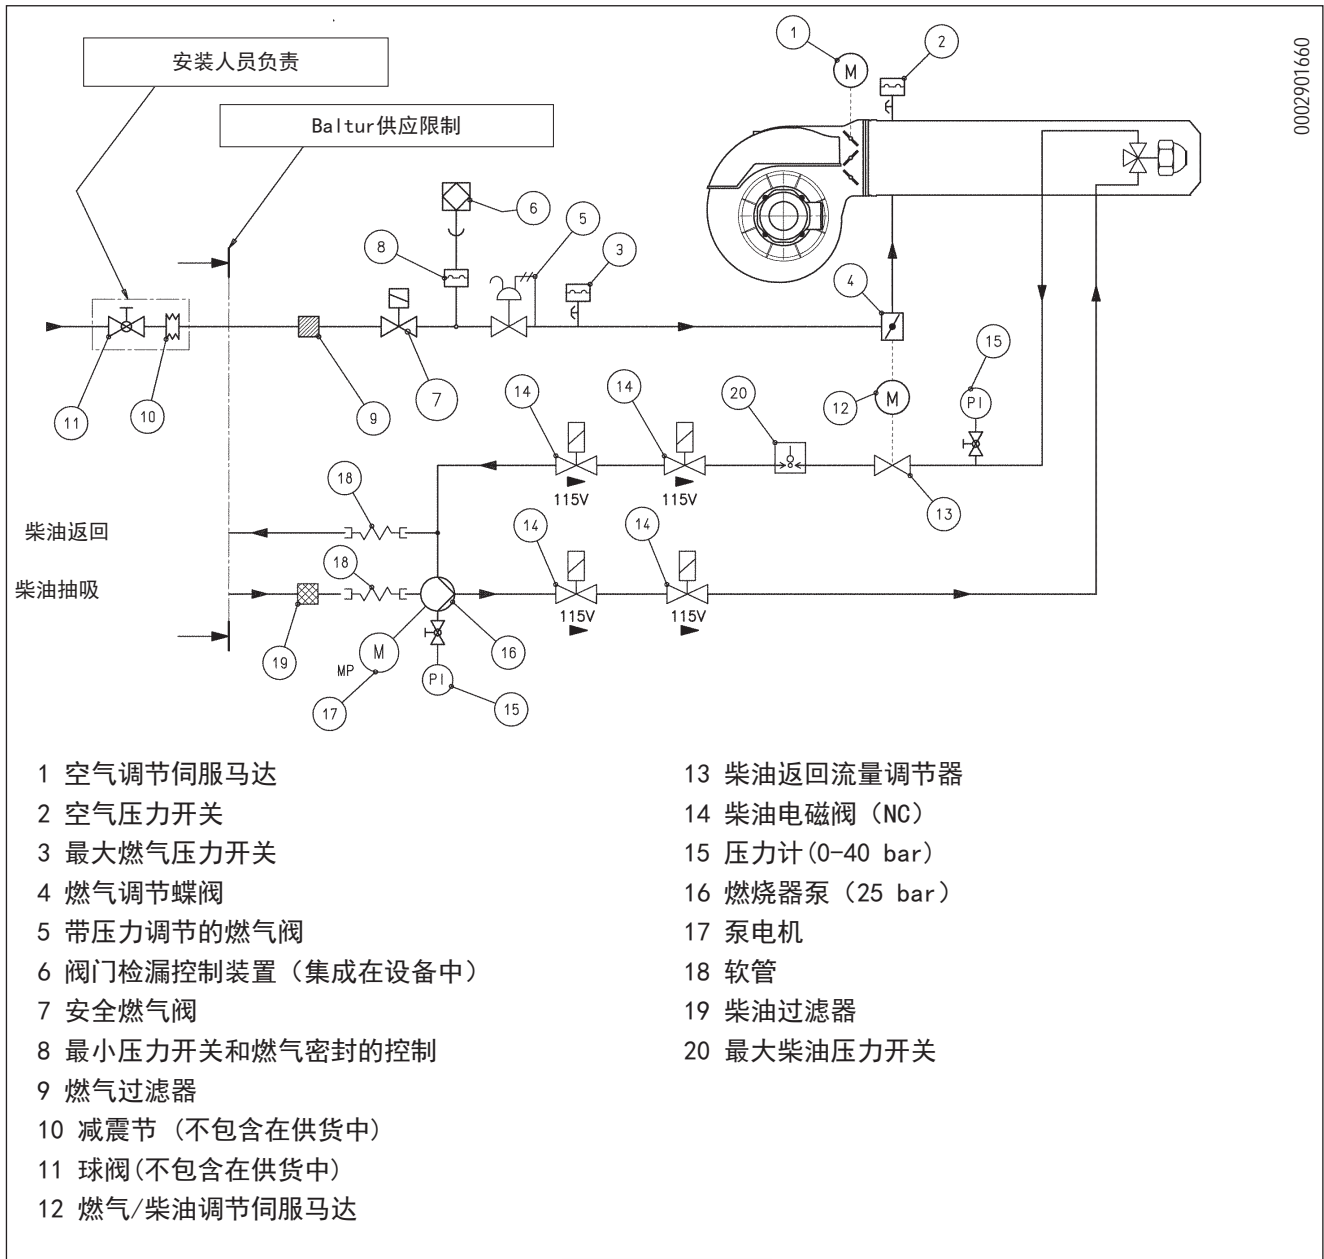 安装人员负责
Baltur供应限制
0002901660
1
M
2
6
5
8
3
4
11
10
9
7
14
14
20
12
M
15
PI
115V
115V
13
18
柴油返回
14
14
18
柴油抽吸
115V
115V
19
M
16
MP
PI
17
15
1 空气调节伺服马达
2 空气压力开关
3 最大燃气压力开关
4 燃气调节蝶阀
5 带压力调节的燃气阀
6 阀门检漏控制装置（集成在设备中）
7 安全燃气阀
8 最小压力开关和燃气密封的控制
9 燃气过滤器
10 减震节 (不包含在供货中)
11 球阀(不包含在供货中)
12 燃气/柴油调节伺服马达
13 柴油返回流量调节器
14 柴油电磁阀（NC）
15 压力计(0-40 bar)
16 燃烧器泵（25 bar）
17 泵电机
18 软管
19 柴油过滤器
20 最大柴油压力开关